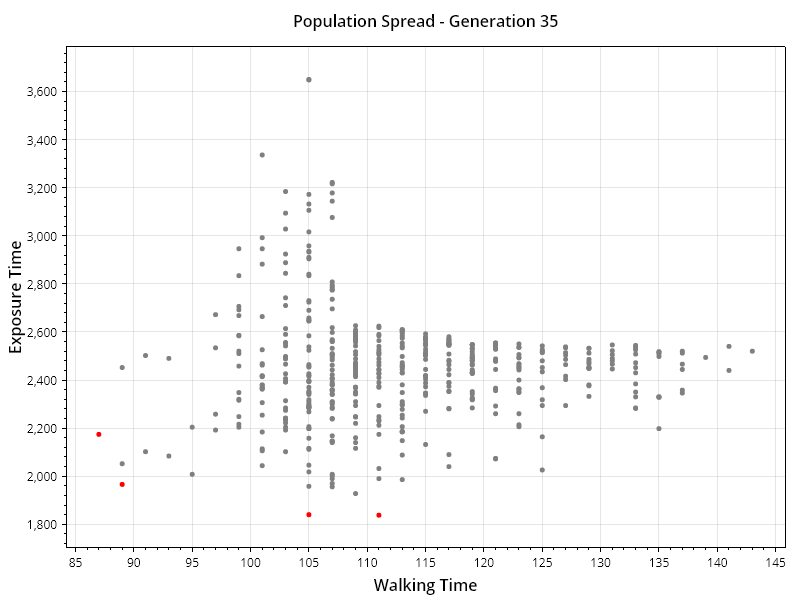 Population Spread - Generation 35
Exposure Time
3,600
3,400
3,200
3,000
2,800
2,600
2,400
2,200
2,000
1,800
85 90 95 100 105 110 115 120 125 130 135 140 145
Walking Time